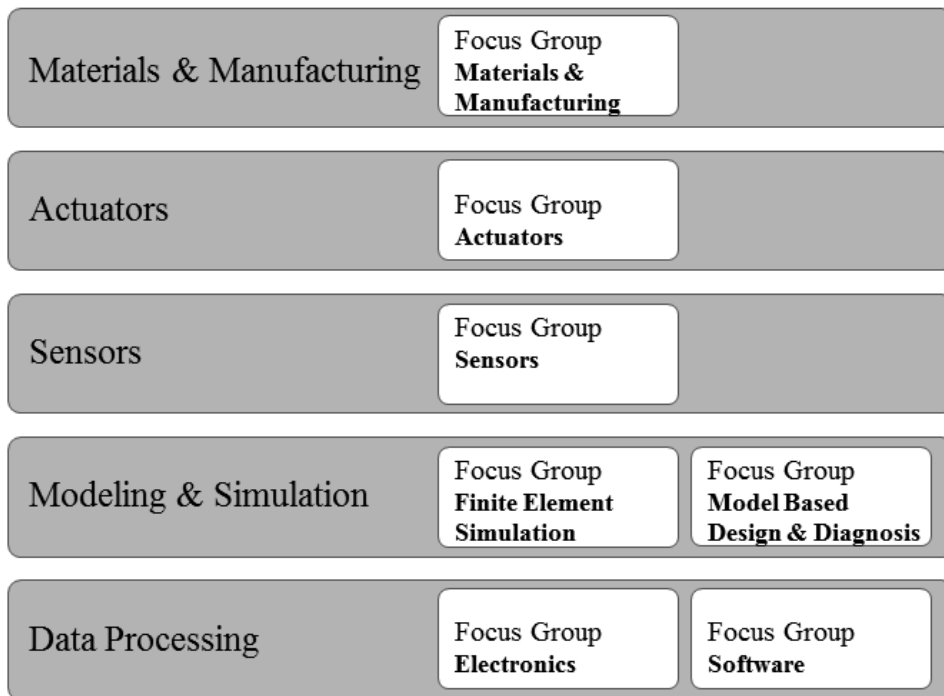 Materials & Manufacturing
Focus Group
Materials &
Manufacturing
Actuators
Focus Group
Actuators
Sensors
Focus Group
Sensors
Modeling & Simulation
Focus Group
Finite Element
Simulation
Focus Group
Model Based
Design & Diagnosis
Data Processing
Focus Group
Electronics
Focus Group
Software